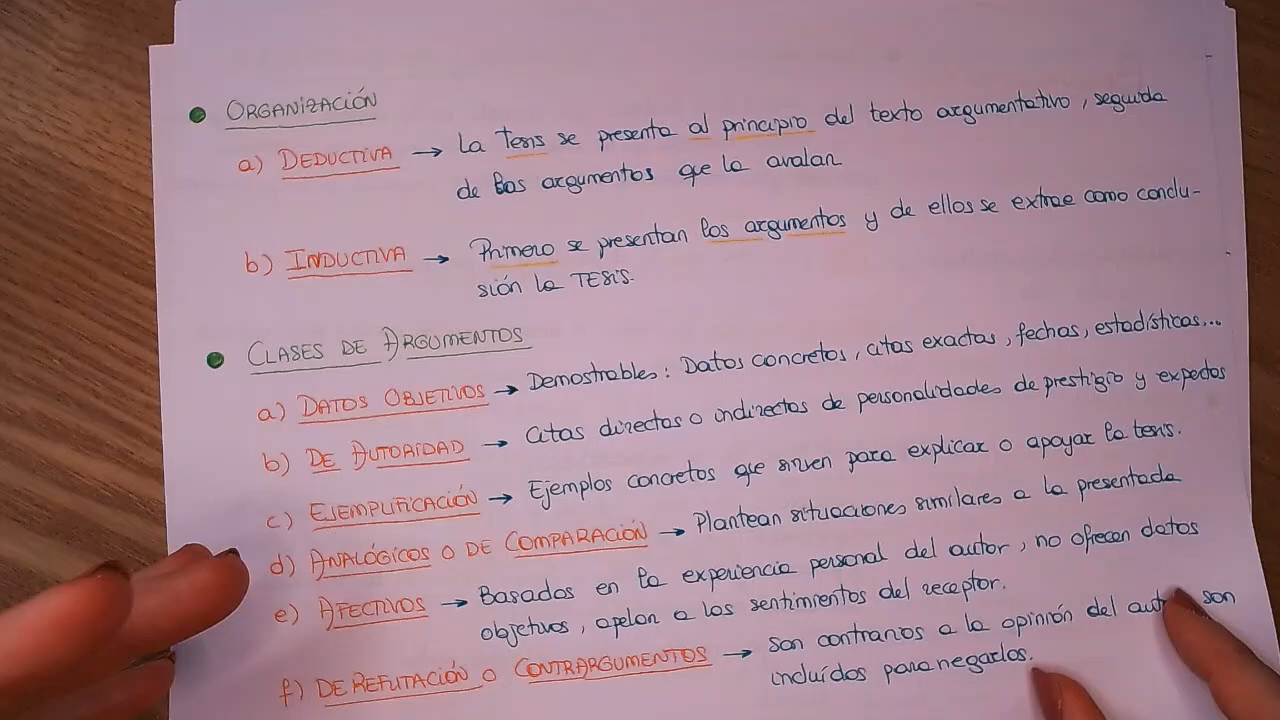 ORGANIZACIÓN
a) DEDUCTIVA → La Tesis se presenta al principio del texto argumentativo, seguida
de los argumentos que la avalan
b) INDUCTIVA → Primero se presentan los argumentos y de ellos se extrae como conclu-
sión la TESIS.
CLASES DE ARGUMENTOS
a) DATOS OBJETIVOS → Demostrables: Datos concretos, citas exactas, fechas, estadísticas...
b) DE AUTORIDAD → Citas directas o indirectas de personalidades de prestigio y expertos
c) EJEMPLIFICACIÓN → Ejemplos concretos que sirven para explicar o apoyar la tesis.
d) ANALÓGICOS O DE COMPARACIÓN → Plantean situaciones similares a la presentada
e) AFECTIVOS → Basados en la experiencia personal del autor, no ofrecen datos
objetivos, apelan a los sentimientos del receptor.
f) DE REFUTACIÓN O CONTRARGUMENTOS → Son contrarios a la opinión del autor son
incluídos para negarlos.